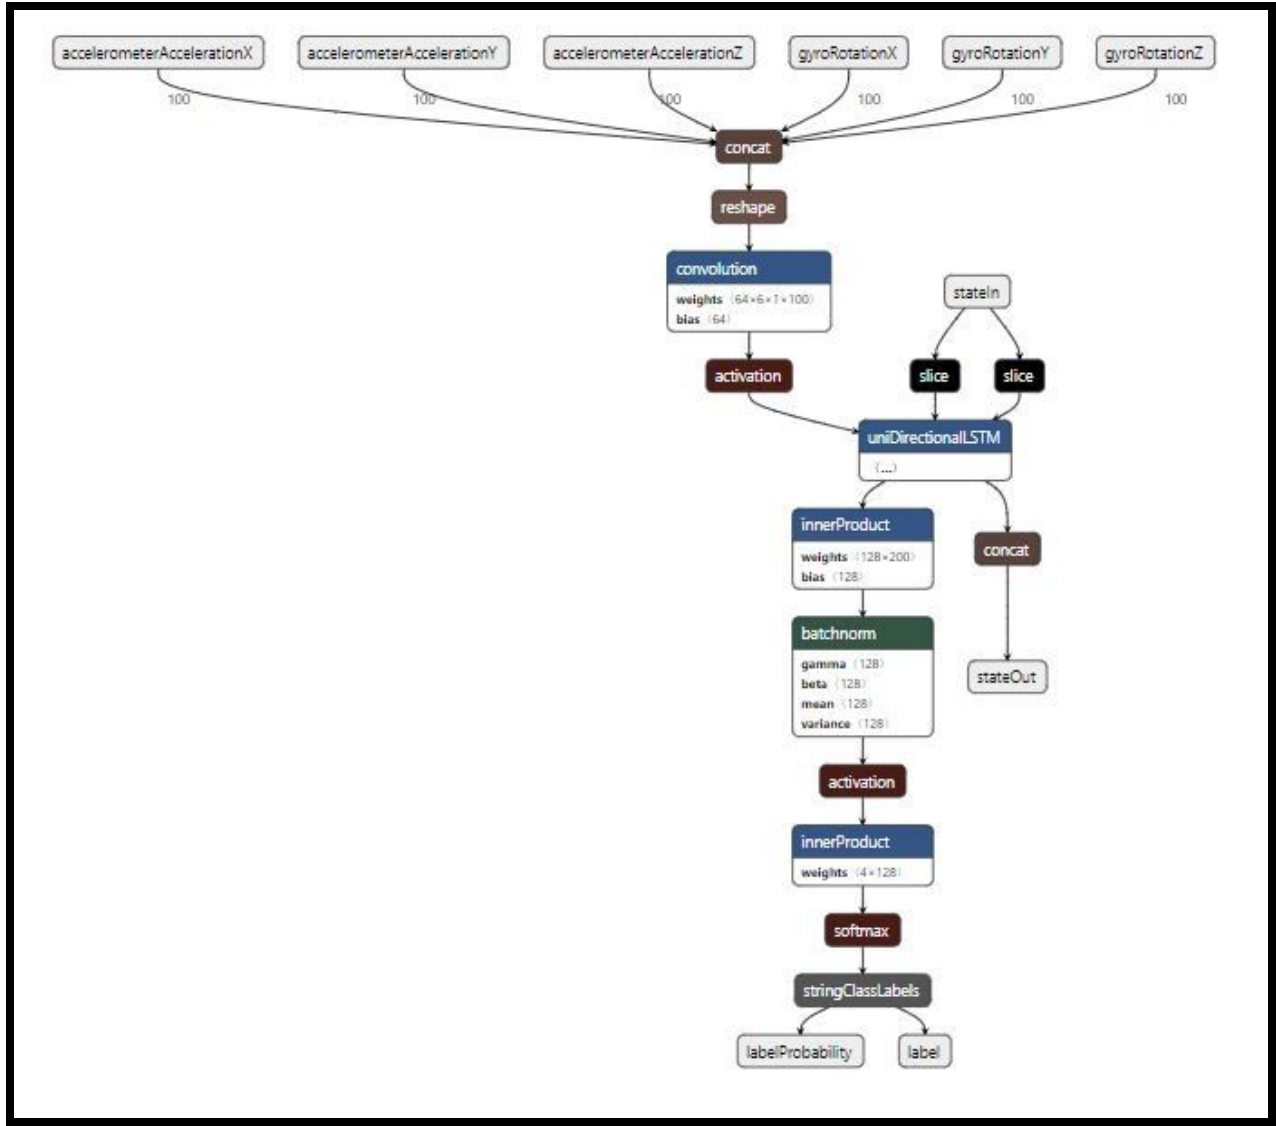 accelerometerAccelerationX accelerometerAccelerationY accelerometerAccelerationZ gyroRotationX gyroRotationY gyroRotationZ
100 100 100 100 100 100
concat
reshape
convolution
weights (64×6×1×100)
bias (64)
stateIn
activation
slice slice
uniDirectionalLSTM
(...)
innerProduct
weights (128×200)
bias (128)
concat
batchnorm
gamma (128)
beta (128)
mean (128)
variance (128)
stateOut
activation
innerProduct
weights (4×128)
softmax
stringClassLabels
labelProbability label